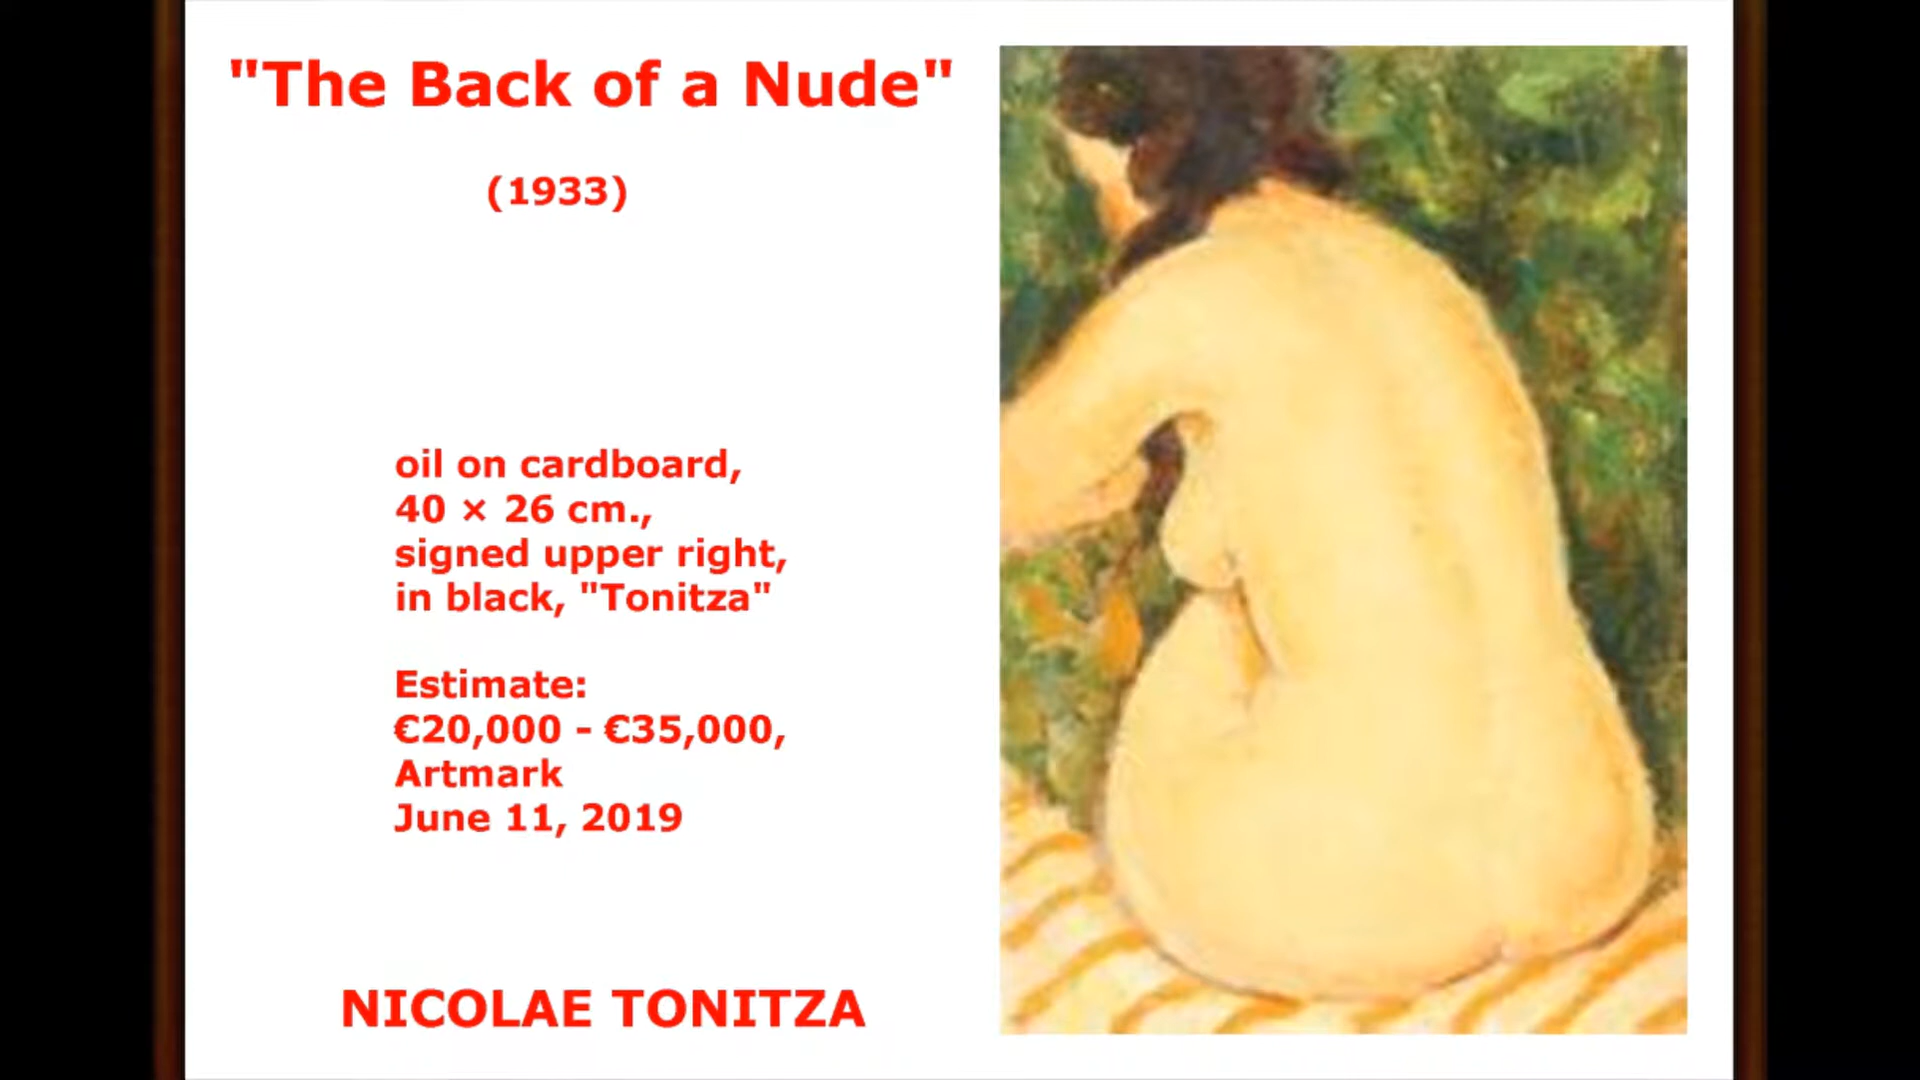 "The Back of a Nude"
(1933)
oil on cardboard,
40 × 26 cm.,
signed upper right,
in black, "Tonitza"
Estimate:
€20,000 - €35,000,
Artmark
June 11, 2019
NICOLAE TONITZA